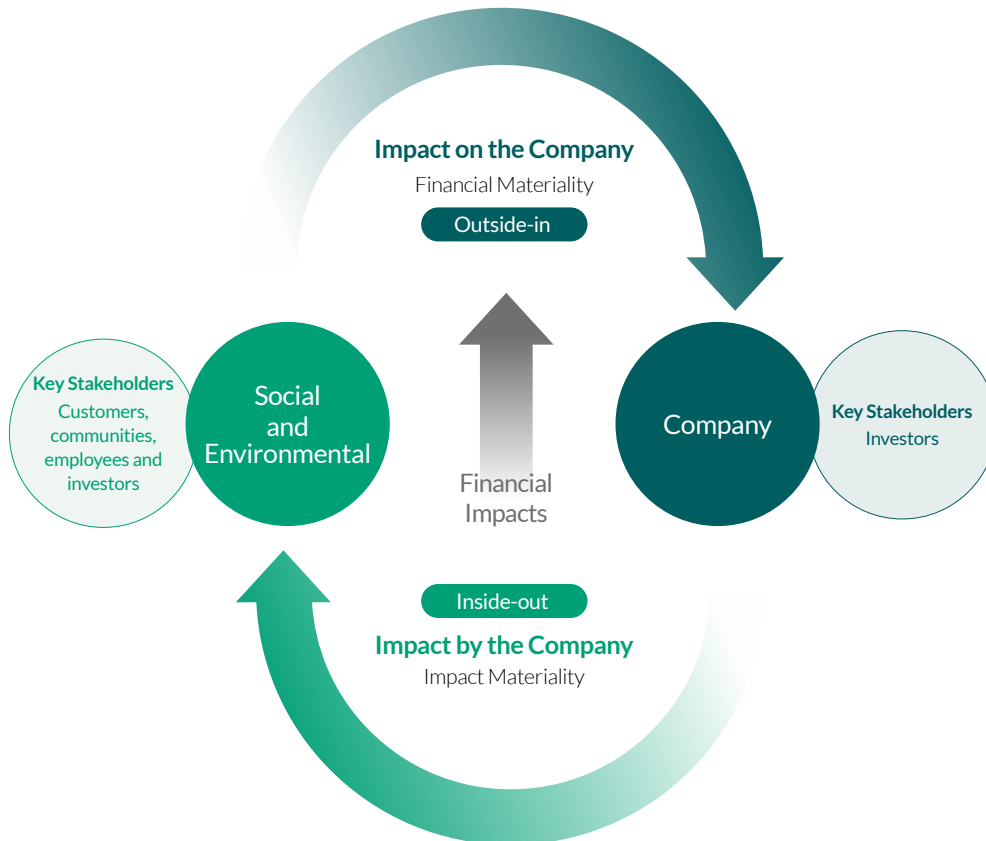 Impact on the Company
Financial Materiality
Outside-in
Key Stakeholders
Customers,
communities,
employees and
investors
Social
and
Environmental
Financial
Impacts
Company
Key Stakeholders
Investors
Inside-out
Impact by the Company
Impact Materiality